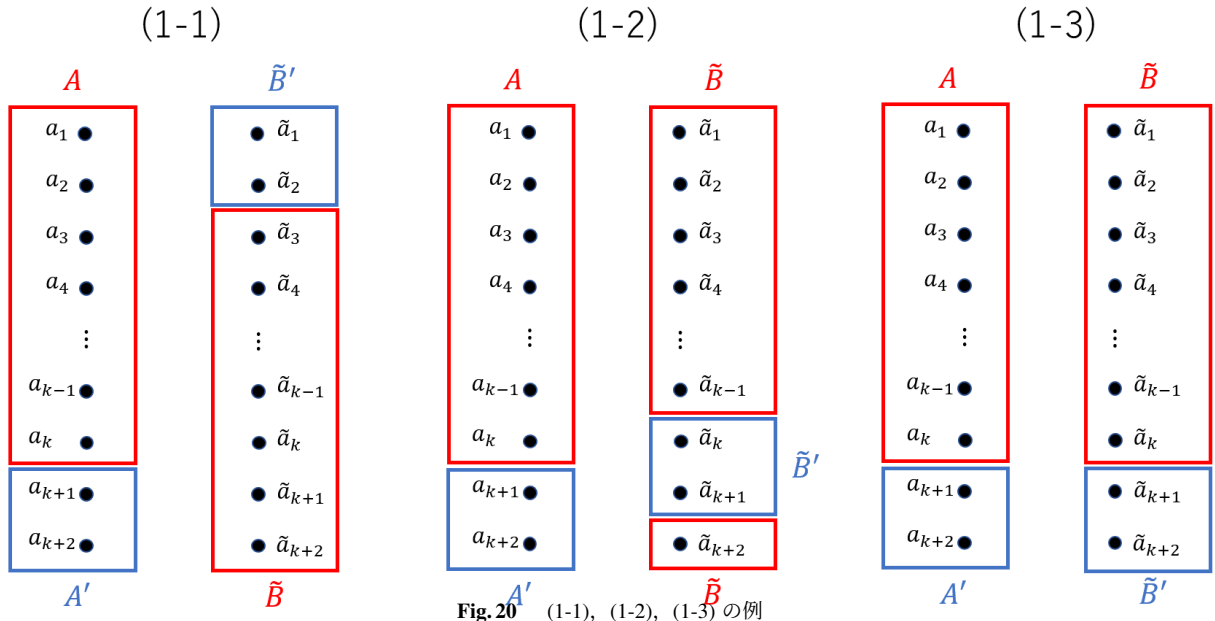 (1-1) (1-2) (1-3)
A B̃′ A B̃ A B̃
a₁ ã₁ a₁ ã₁ a₁ ã₁
a₂ ã₂ a₂ ã₂ a₂ ã₂
a₃ ã₃ a₃ ã₃ a₃ ã₃
a₄ ã₄ a₄ ã₄ a₄ ã₄
⋮ ⋮ ⋮ ⋮ ⋮ ⋮
aₖ₋₁ ãₖ₋₁ aₖ₋₁ ãₖ₋₁ aₖ₋₁ ãₖ₋₁
aₖ ãₖ aₖ ãₖ aₖ ãₖ
B̃′
aₖ₊₁ ãₖ₊₁ aₖ₊₁ ãₖ₊₁ aₖ₊₁ ãₖ₊₁
aₖ₊₂ ãₖ₊₂ aₖ₊₂ ãₖ₊₂ aₖ₊₂ ãₖ₊₂
A′ B̃ A′ B̃ A′ B̃′
Fig. 20 (1-1), (1-2), (1-3) の例